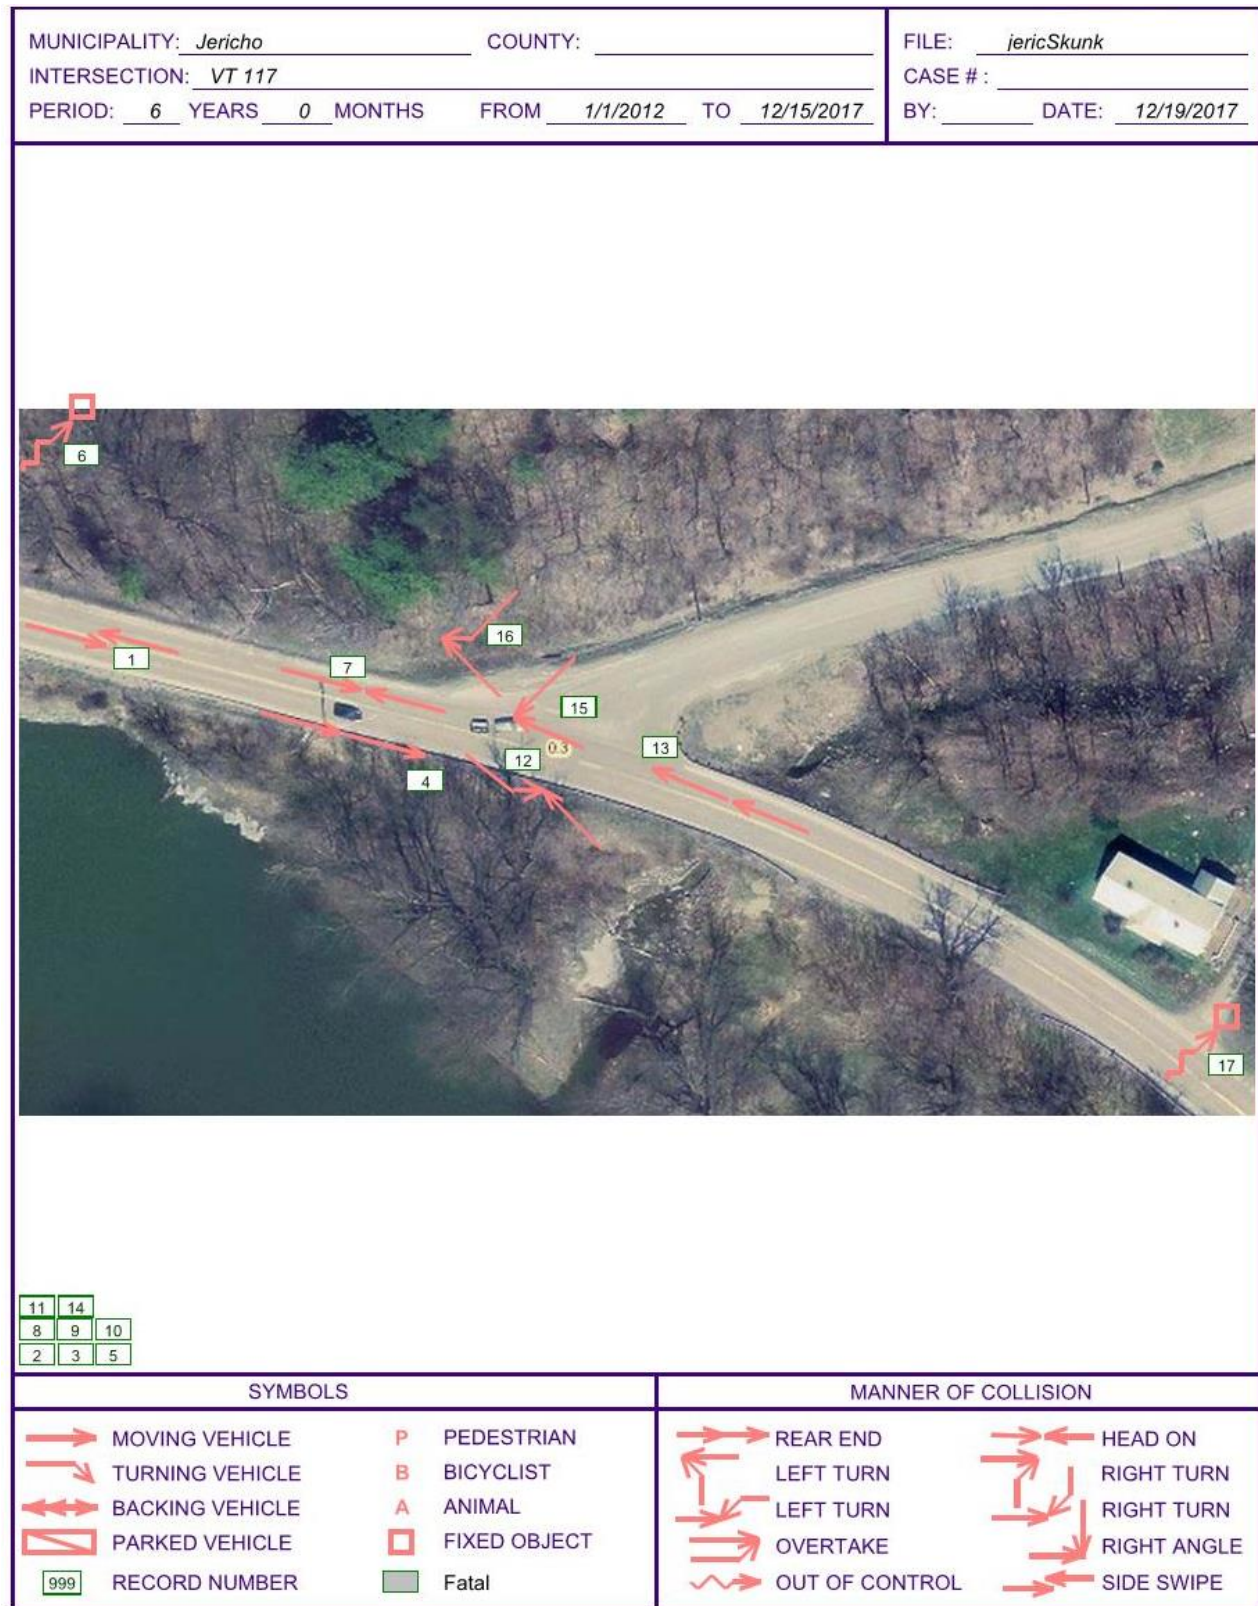 MUNICIPALITY: Jericho COUNTY: FILE: jericSkunk
INTERSECTION: VT 117 CASE # :
PERIOD: 6 YEARS 0 MONTHS FROM 1/1/2012 TO 12/15/2017 BY: DATE: 12/19/2017
6
16
1
7
15
0.3
13
12
4
17
11 14
8 9 10
2 3 5
SYMBOLS
MOVING VEHICLE P PEDESTRIAN
TURNING VEHICLE B BICYCLIST
BACKING VEHICLE A ANIMAL
PARKED VEHICLE FIXED OBJECT
999 RECORD NUMBER Fatal
MANNER OF COLLISION
REAR END HEAD ON
LEFT TURN RIGHT TURN
LEFT TURN RIGHT TURN
OVERTAKE RIGHT ANGLE
OUT OF CONTROL SIDE SWIPE